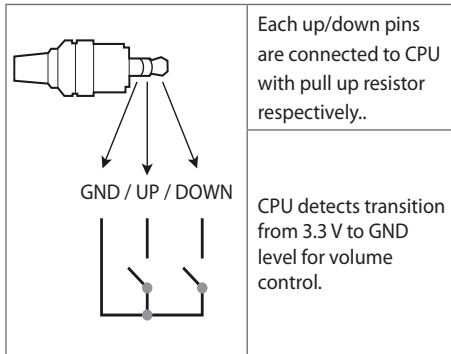 Each up/down pins
are connected to CPU
with pull up resistor
respectively..
GND / UP / DOWN
CPU detects transition
from 3.3 V to GND
level for volume
control.